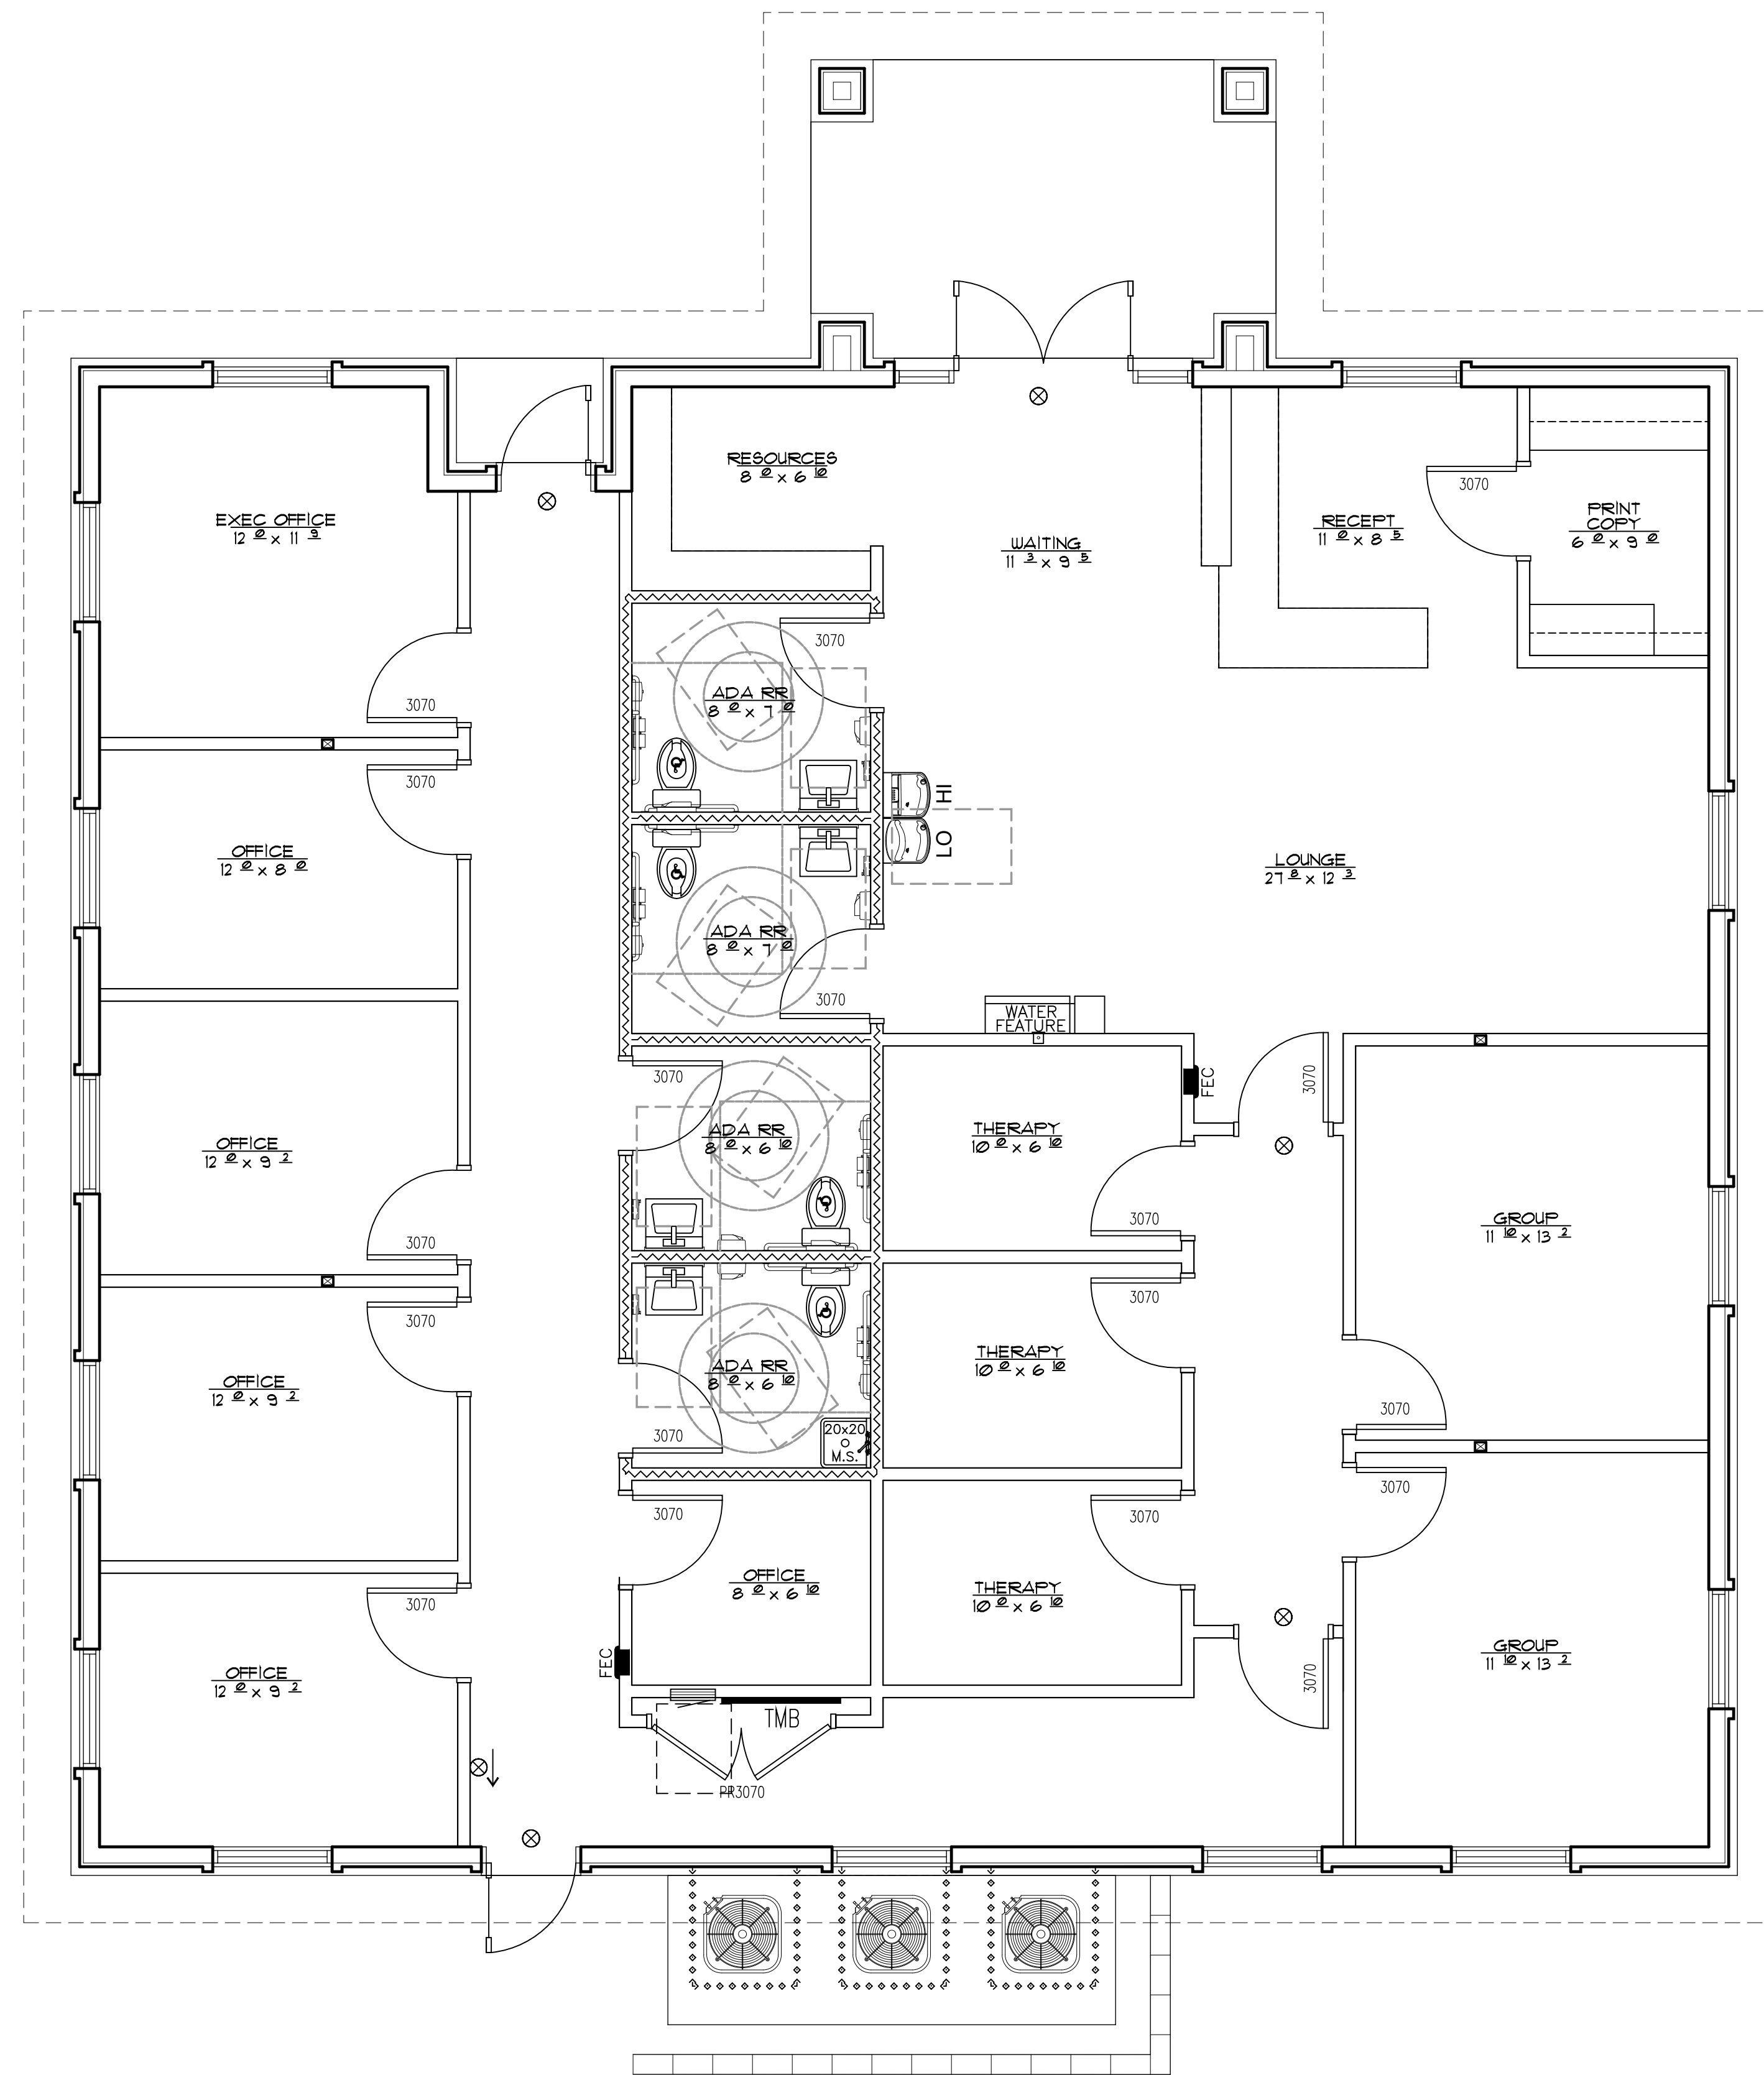 RESOURCES
8 0 x 6 10
EXEC OFFICE
12 0 x 11 9
WAITING
11 3 x 9 5
RECEPT
11 0 x 8 5
3070
PRINT
COPY
6 0 x 9 0
3070
ADA RR
8 0 x 7 0
3070
3070
HI
LO
OFFICE
12 0 x 8 0
LOUNGE
27 8 x 12 3
ADA RR
8 0 x 7 0
3070
WATER
FEATURE
3070
FEC
3070
ADA RR
8 0 x 6 10
THERAPY
10 0 x 6 10
OFFICE
12 0 x 9 2
3070
3070
GROUP
11 10 x 13 2
3070
3070
THERAPY
10 0 x 6 10
ADA RR
8 0 x 6 10
OFFICE
12 0 x 9 2
3070
20x20
M.S.
3070
3070
3070
3070
OFFICE
8 0 x 6 10
THERAPY
10 0 x 6 10
3070
FEC
OFFICE
12 0 x 9 2
GROUP
11 10 x 13 2
3070
TMB
PR3070